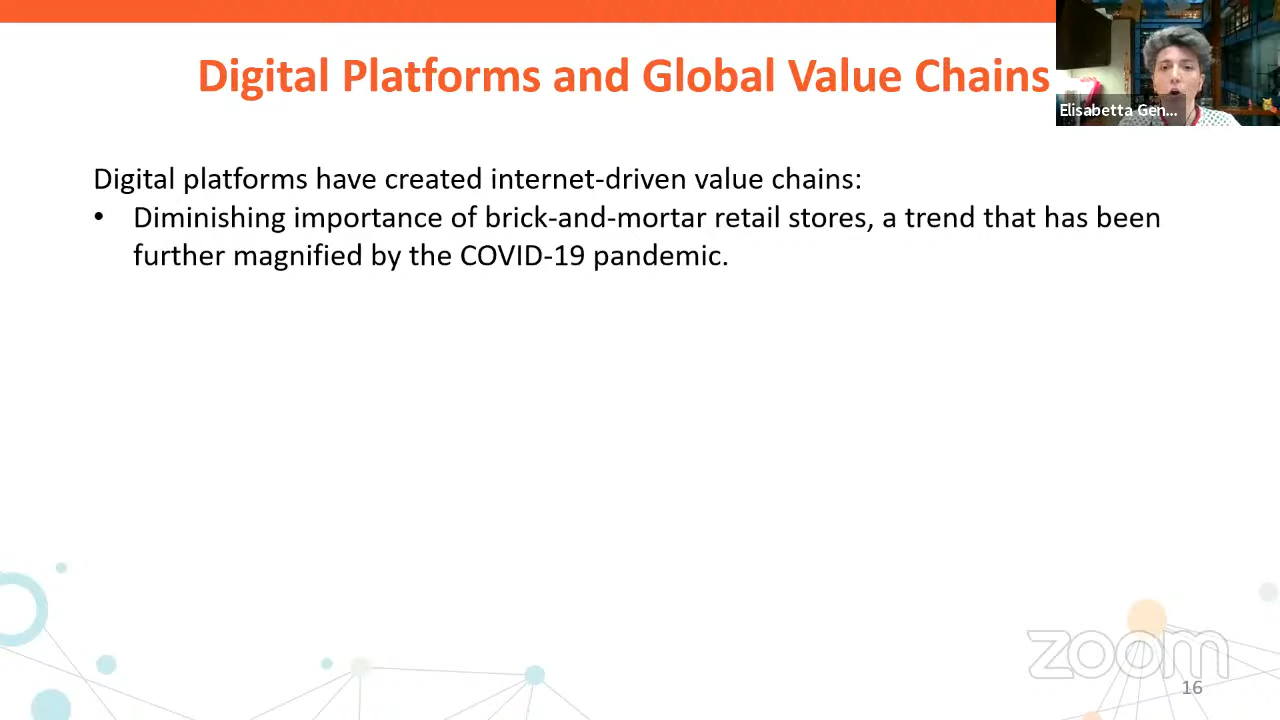 Digital Platforms and Global Value Chains
Elisabetta Gen...
Digital platforms have created internet-driven value chains:
• Diminishing importance of brick-and-mortar retail stores, a trend that has been
further magnified by the COVID-19 pandemic.
zoom
16